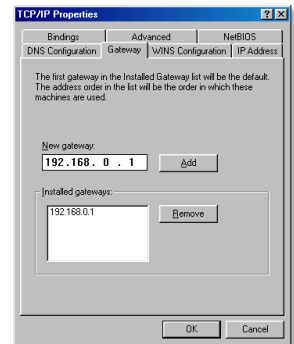 TCP/IP Properties
Bindings Advanced NetBIOS
DNS Configuration Gateway WINS Configuration IP Address
The first gateway in the Installed Gateway list will be the default.
The address order in the list will be the order in which these
machines are used.
New gateway:
192.168. 0 . 1 Add
Installed gateways:
192.168.0.1 Remove
OK Cancel